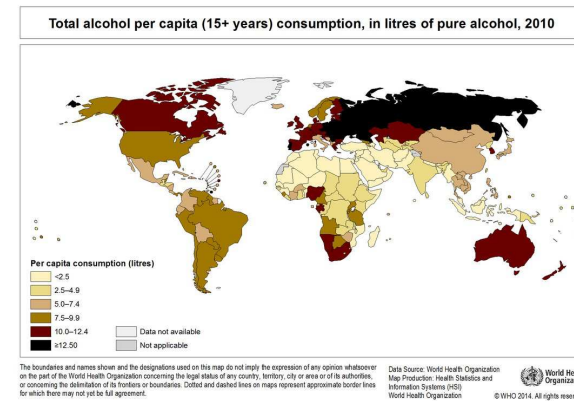 Total alcohol per capita (15+ years) consumption, in litres of pure alcohol, 2010
Per capita consumption (litres)
<2.5
2.5–4.9
5.0–7.4
7.5–9.9
10.0–12.4
≥12.50
Data not available
Not applicable
The boundaries and names shown and the designations used on this map do not imply the expression of any opinion whatsoever
on the part of the World Health Organization concerning the legal status of any country, territory, city or area or of its authorities,
or concerning the delimitation of its frontiers or boundaries. Dotted and dashed lines on maps represent approximate border lines
for which there may not yet be full agreement.
Data Source: World Health Organization
Map Production: Health Statistics and
Information Systems (HSI)
World Health Organization
World He
Organiza
© WHO 2014. All rights rese